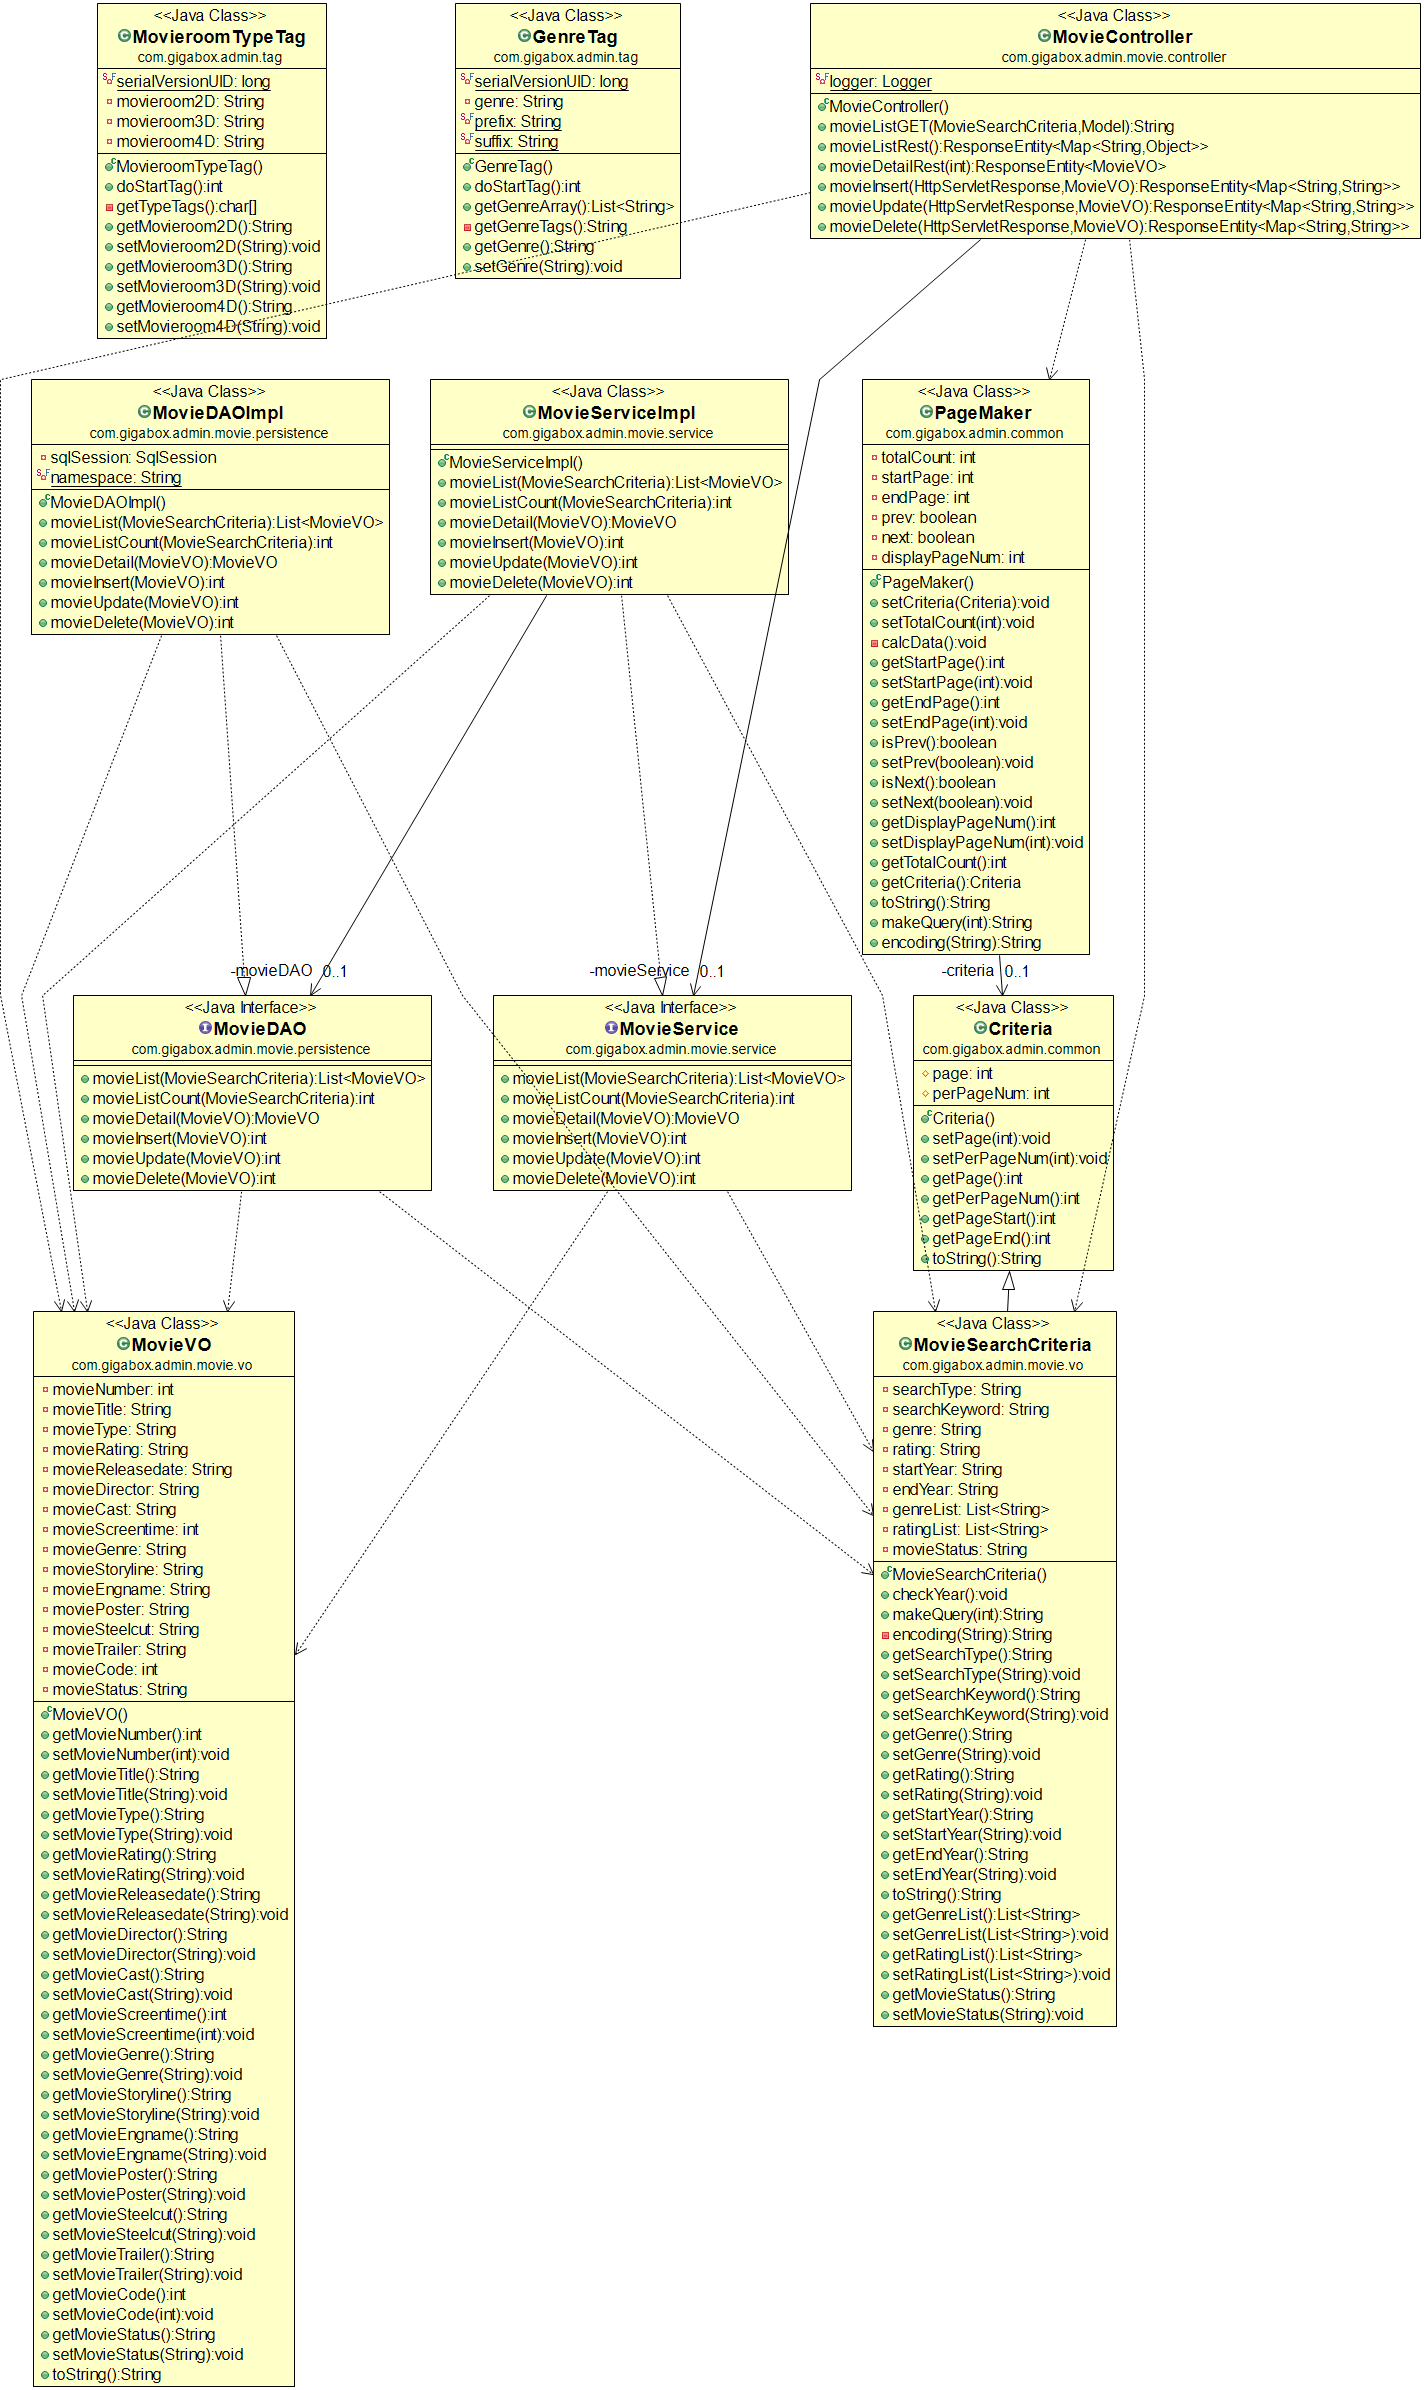 <<Java Class>>
MovieroomTypeTag
com.gigabox.admin.tag
serialVersionUID: long
movieroom2D: String
movieroom3D: String
movieroom4D: String
MovieroomTypeTag()
doStartTag():int
getTypeTags():char[]
getMovieroom2D():String
setMovieroom2D(String):void
getMovieroom3D():String
setMovieroom3D(String):void
getMovieroom4D():String
setMovieroom4D(String):void
<<Java Class>>
GenreTag
com.gigabox.admin.tag
serialVersionUID: long
genre: String
prefix: String
suffix: String
GenreTag()
doStartTag():int
getGenreArray():List<String>
getGenreTags():String
getGenre():String
setGenre(String):void
<<Java Class>>
MovieController
com.gigabox.admin.movie.controller
logger: Logger
MovieController()
movieListGET(MovieSearchCriteria,Model):String
movieListRest():ResponseEntity<Map<String,Object>>
movieDetailRest(int):ResponseEntity<MovieVO>
movieInsert(HttpServletResponse,MovieVO):ResponseEntity<Map<String,String>>
movieUpdate(HttpServletResponse,MovieVO):ResponseEntity<Map<String,String>>
movieDelete(HttpServletResponse,MovieVO):ResponseEntity<Map<String,String>>
<<Java Class>>
MovieDAOImpl
com.gigabox.admin.movie.persistence
sqlSession: SqlSession
namespace: String
MovieDAOImpl()
movieList(MovieSearchCriteria):List<MovieVO>
movieListCount(MovieSearchCriteria):int
movieDetail(MovieVO):MovieVO
movieInsert(MovieVO):int
movieUpdate(MovieVO):int
movieDelete(MovieVO):int
<<Java Class>>
MovieServiceImpl
com.gigabox.admin.movie.service
MovieServiceImpl()
movieList(MovieSearchCriteria):List<MovieVO>
movieListCount(MovieSearchCriteria):int
movieDetail(MovieVO):MovieVO
movieInsert(MovieVO):int
movieUpdate(MovieVO):int
movieDelete(MovieVO):int
<<Java Class>>
PageMaker
com.gigabox.admin.common
totalCount: int
startPage: int
endPage: int
prev: boolean
next: boolean
displayPageNum: int
PageMaker()
setCriteria(Criteria):void
setTotalCount(int):void
calcData():void
getStartPage():int
setStartPage(int):void
getEndPage():int
setEndPage(int):void
isPrev():boolean
setPrev(boolean):void
isNext():boolean
setNext(boolean):void
getDisplayPageNum():int
setDisplayPageNum(int):void
getTotalCount():int
getCriteria():Criteria
toString():String
makeQuery(int):String
encoding(String):String
-movieDAO 0..1
-movieService 0..1
-criteria 0..1
<<Java Interface>>
MovieDAO
com.gigabox.admin.movie.persistence
movieList(MovieSearchCriteria):List<MovieVO>
movieListCount(MovieSearchCriteria):int
movieDetail(MovieVO):MovieVO
movieInsert(MovieVO):int
movieUpdate(MovieVO):int
movieDelete(MovieVO):int
<<Java Interface>>
MovieService
com.gigabox.admin.movie.service
movieList(MovieSearchCriteria):List<MovieVO>
movieListCount(MovieSearchCriteria):int
movieDetail(MovieVO):MovieVO
movieInsert(MovieVO):int
movieUpdate(MovieVO):int
movieDelete(MovieVO):int
<<Java Class>>
Criteria
com.gigabox.admin.common
page: int
perPageNum: int
Criteria()
setPage(int):void
setPerPageNum(int):void
getPage():int
getPerPageNum():int
getPageStart():int
getPageEnd():int
toString():String
<<Java Class>>
MovieVO
com.gigabox.admin.movie.vo
movieNumber: int
movieTitle: String
movieType: String
movieRating: String
movieReleasedate: String
movieDirector: String
movieCast: String
movieScreentime: int
movieGenre: String
movieStoryline: String
movieEngname: String
moviePoster: String
movieSteelcut: String
movieTrailer: String
movieCode: int
movieStatus: String
MovieVO()
getMovieNumber():int
setMovieNumber(int):void
getMovieTitle():String
setMovieTitle(String):void
getMovieType():String
setMovieType(String):void
getMovieRating():String
setMovieRating(String):void
getMovieReleasedate():String
setMovieReleasedate(String):void
getMovieDirector():String
setMovieDirector(String):void
getMovieCast():String
setMovieCast(String):void
getMovieScreentime():int
setMovieScreentime(int):void
getMovieGenre():String
setMovieGenre(String):void
getMovieStoryline():String
setMovieStoryline(String):void
getMovieEngname():String
setMovieEngname(String):void
getMoviePoster():String
setMoviePoster(String):void
getMovieSteelcut():String
setMovieSteelcut(String):void
getMovieTrailer():String
setMovieTrailer(String):void
getMovieCode():int
setMovieCode(int):void
getMovieStatus():String
setMovieStatus(String):void
toString():String
<<Java Class>>
MovieSearchCriteria
com.gigabox.admin.movie.vo
searchType: String
searchKeyword: String
genre: String
rating: String
startYear: String
endYear: String
genreList: List<String>
ratingList: List<String>
movieStatus: String
MovieSearchCriteria()
checkYear():void
makeQuery(int):String
encoding(String):String
getSearchType():String
setSearchType(String):void
getSearchKeyword():String
setSearchKeyword(String):void
getGenre():String
setGenre(String):void
getRating():String
setRating(String):void
getStartYear():String
setStartYear(String):void
getEndYear():String
setEndYear(String):void
toString():String
getGenreList():List<String>
setGenreList(List<String>):void
getRatingList():List<String>
setRatingList(List<String>):void
getMovieStatus():String
setMovieStatus(String):void